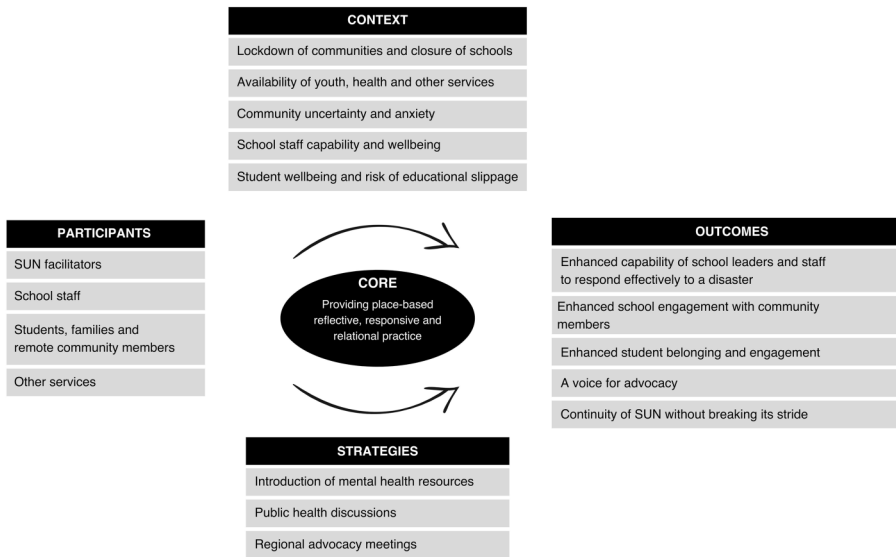 CONTEXT
Lockdown of communities and closure of schools
Availability of youth, health and other services
Community uncertainty and anxiety
School staff capability and wellbeing
Student wellbeing and risk of educational slippage
PARTICIPANTS
SUN facilitators
School staff
Students, families and
remote community members
Other services
CORE
Providing place-based
reflective, responsive and
relational practice
OUTCOMES
Enhanced capability of school leaders and staff
to respond effectively to a disaster
Enhanced school engagement with community
members
Enhanced student belonging and engagement
A voice for advocacy
Continuity of SUN without breaking its stride
STRATEGIES
Introduction of mental health resources
Public health discussions
Regional advocacy meetings